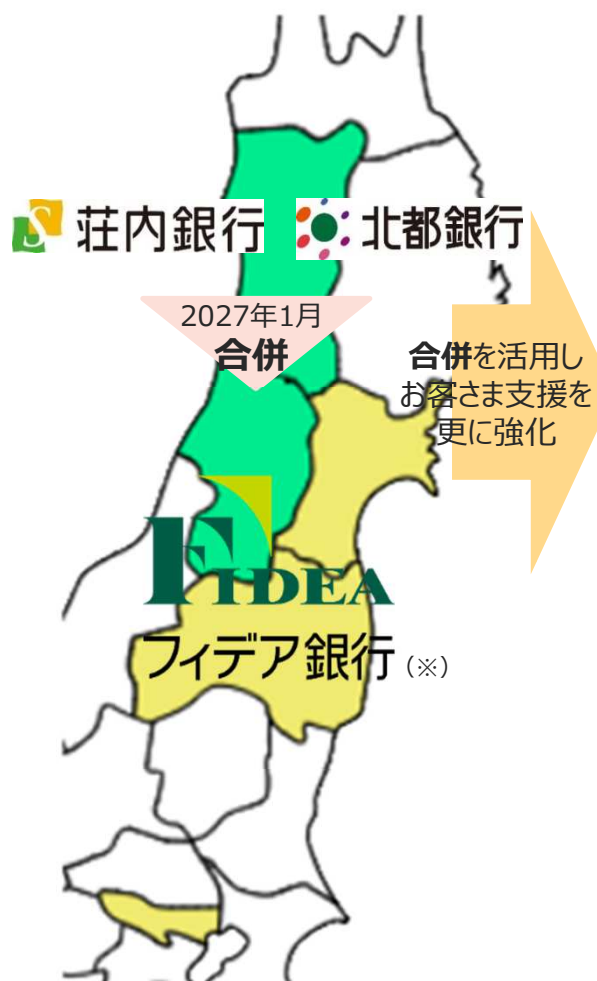 S 荘内銀行 北都銀行
2027年1月
合併
合併を活用し
お客さま支援を
更に強化
FIDEA
フィデア銀行 (※)